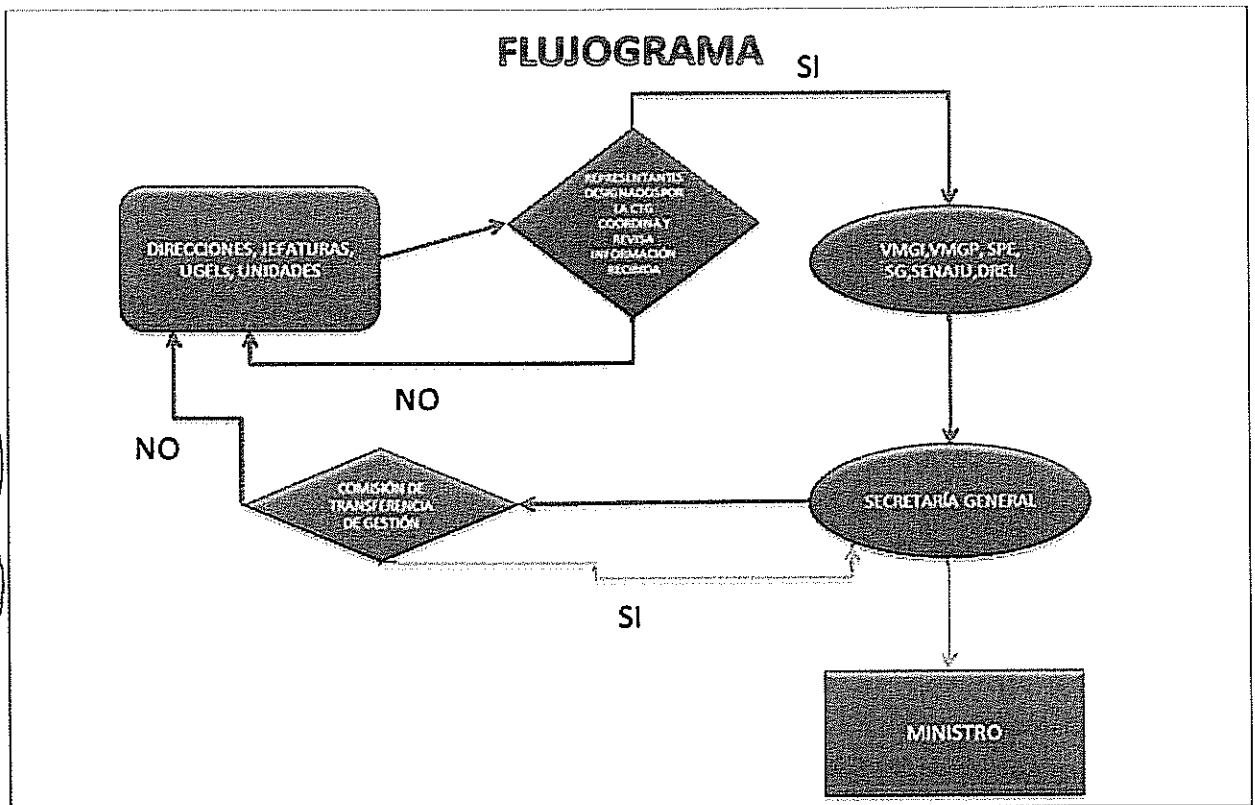 FLUJOGRAMA
SI
REPRESENTANTES
DESIGNADOS POR
LA CTG
COORDINA Y
REVISA
INFORMACIÓN
RECIBIDA
DIRECCIONES, JEFATURAS,
UGELs, UNIDADES
VMGI,VMGP, SPE,
SG,SENAJU,DREL
NO
NO
COMISIÓN DE
TRANSFERENCIA
DE GESTIÓN
SECRETARÍA GENERAL
SI
MINISTRO